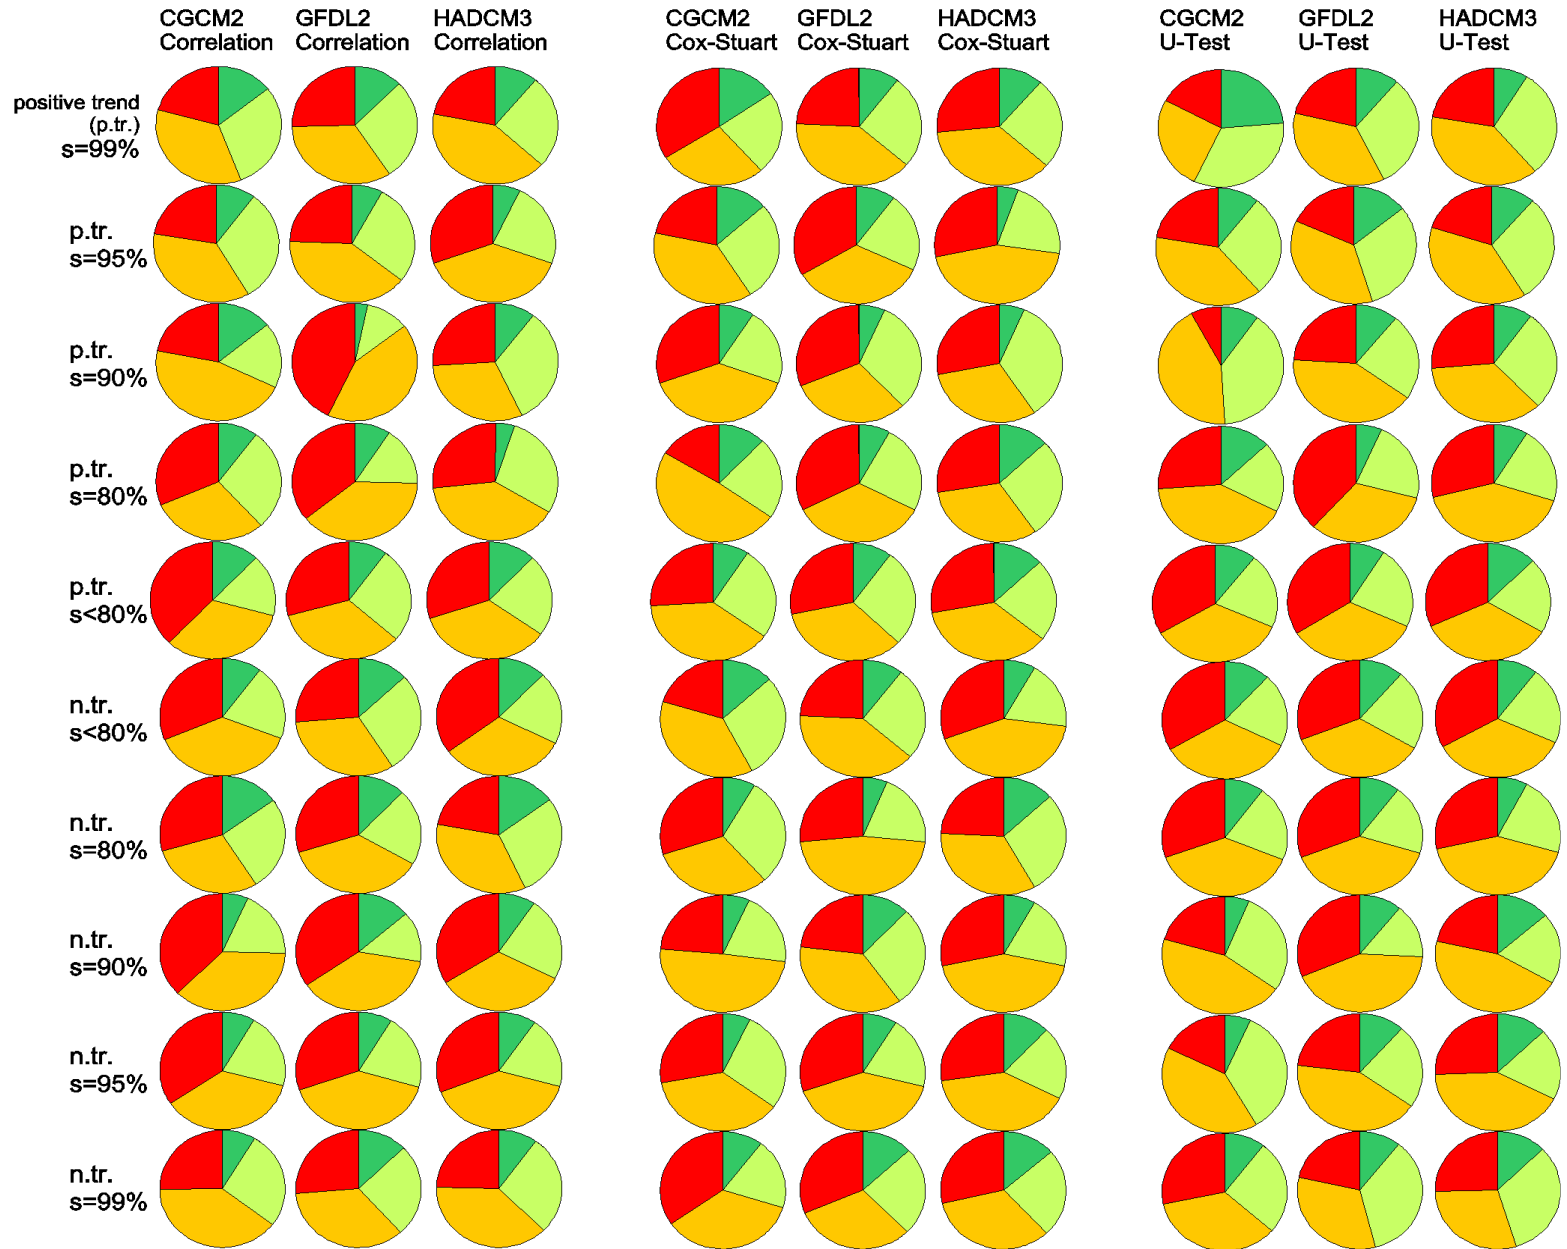 CGCM2 GFDL2 HADCM3 CGCM2 GFDL2 HADCM3 CGCM2 GFDL2 HADCM3
Correlation Correlation Correlation Cox-Stuart Cox-Stuart Cox-Stuart U-Test U-Test U-Test
positive trend
(p.tr.)
s=99%
p.tr.
s=95%
p.tr.
s=90%
p.tr.
s=80%
p.tr.
s<80%
n.tr.
s<80%
n.tr.
s=80%
n.tr.
s=90%
n.tr.
s=95%
n.tr.
s=99%